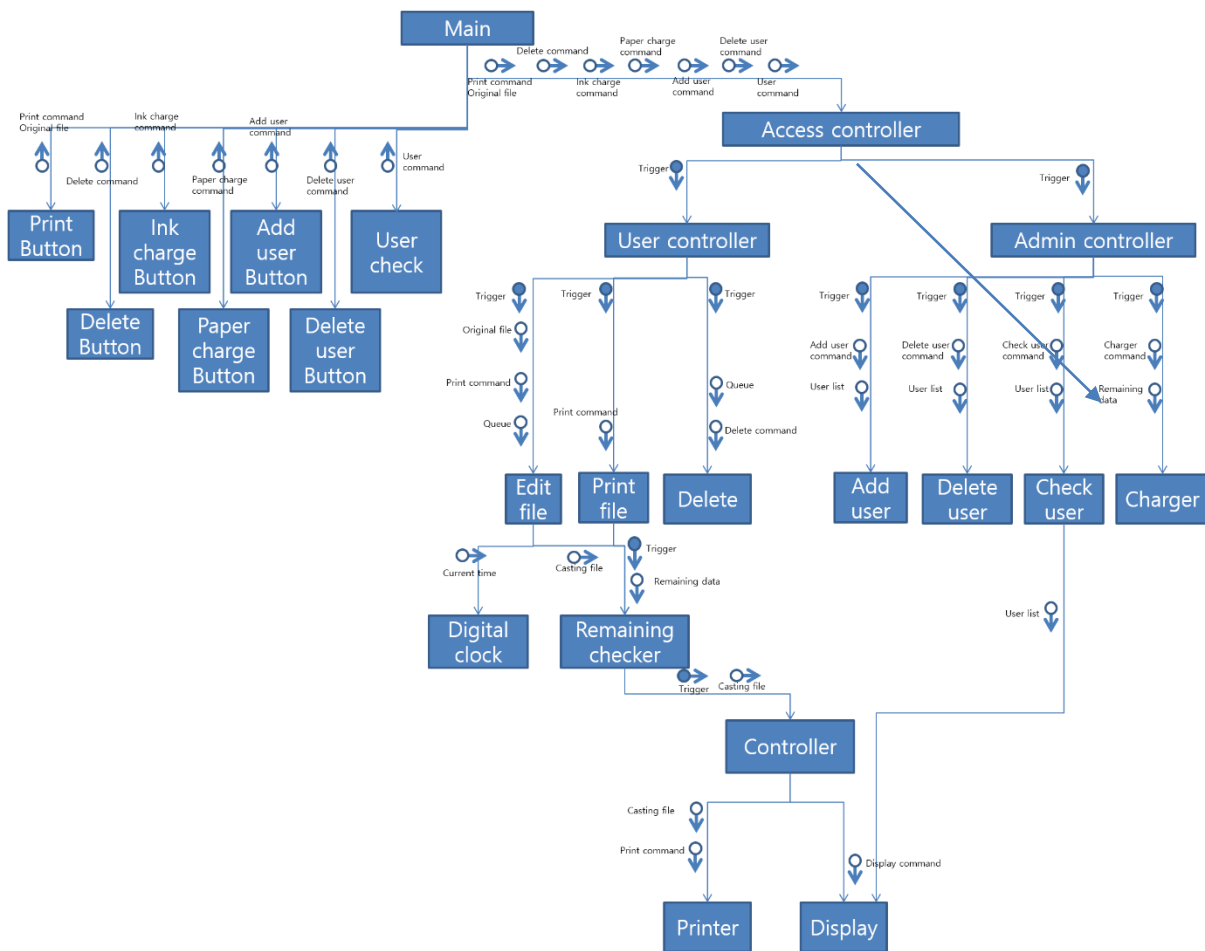 Main
Delete command
Paper charge
command
Delete user
command
Print command
Original file
Ink charge
command
Add user
command
User
command
Access controller
Print command
Original file
Ink charge
command
Add user
command
User
command
Delete command
Paper charge
command
Delete user
command
Print
Button
Ink
charge
Button
Add
user
Button
User
check
Delete
Button
Paper
charge
Button
Delete
user
Button
Trigger
Trigger
User controller
Admin controller
Trigger
Trigger
Trigger
Trigger
Trigger
Trigger
Trigger
Original file
Print command
Queue
Print command
Queue
Delete command
Add user
command
User list
Delete user
command
User list
Check user
command
User list
Charger
command
Remaining
data
Edit
file
Print
file
Delete
Add
user
Delete
user
Check
user
Charger
Current time
Casting file
Trigger
Remaining data
User list
Digital
clock
Remaining
checker
Trigger
Casting file
Controller
Casting file
Print command
Display command
Printer
Display